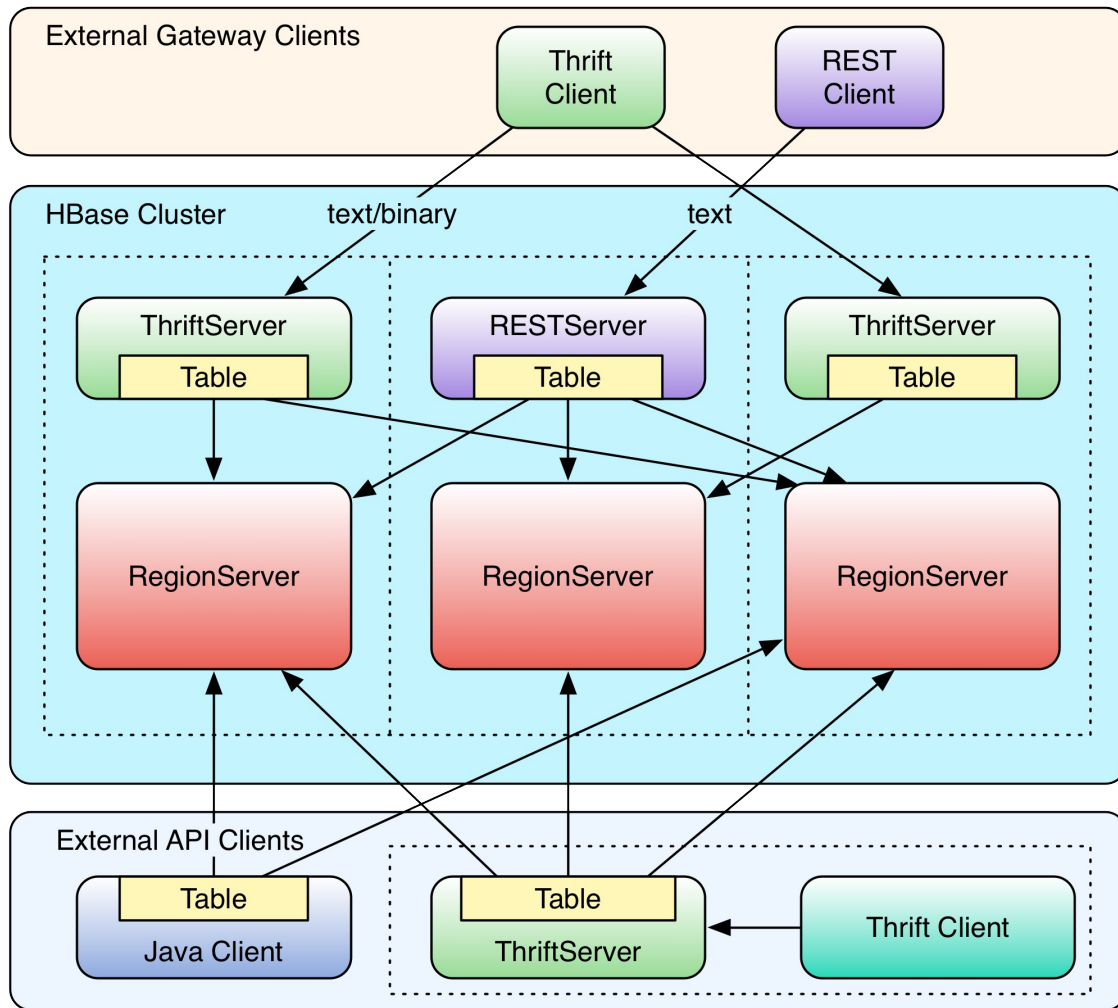 External Gateway Clients
Thrift
Client
REST
Client
HBase Cluster
text/binary
text
ThriftServer
Table
RESTServer
Table
ThriftServer
Table
RegionServer
RegionServer
RegionServer
External API Clients
Table
Java Client
Table
ThriftServer
Thrift Client